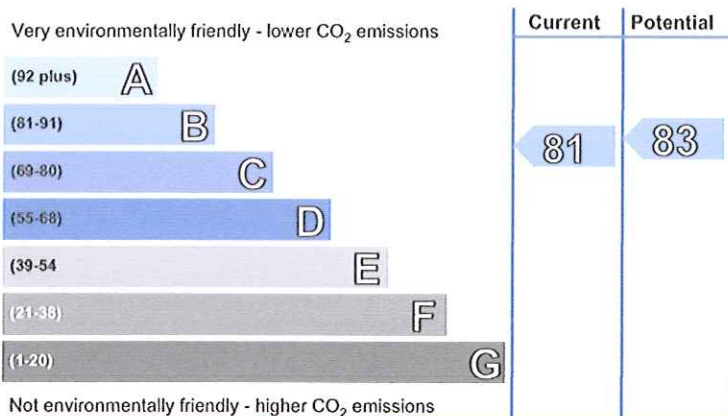 Current Potential
Very environmentally friendly - lower CO₂ emissions
(92 plus) A
(81-91) B
81 83
(69-80) C
(55-68) D
(39-54 E
(21-38) F
(1-20) G
Not environmentally friendly - higher CO₂ emissions